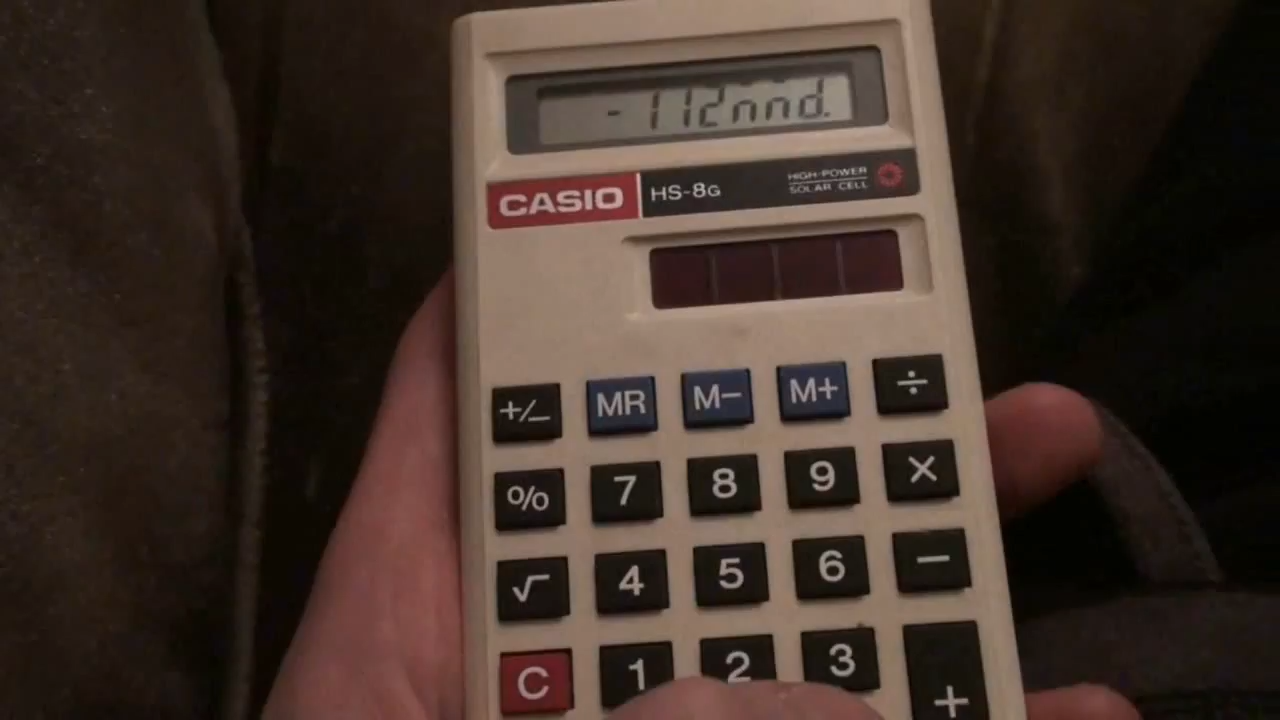 -112nnd.
CASIO HS-8G HIGH-POWER
SOLAR CELL
+/− MR M− M+ ÷
% 7 8 9 ×
√ 4 5 6 −
C 1 2 3 +